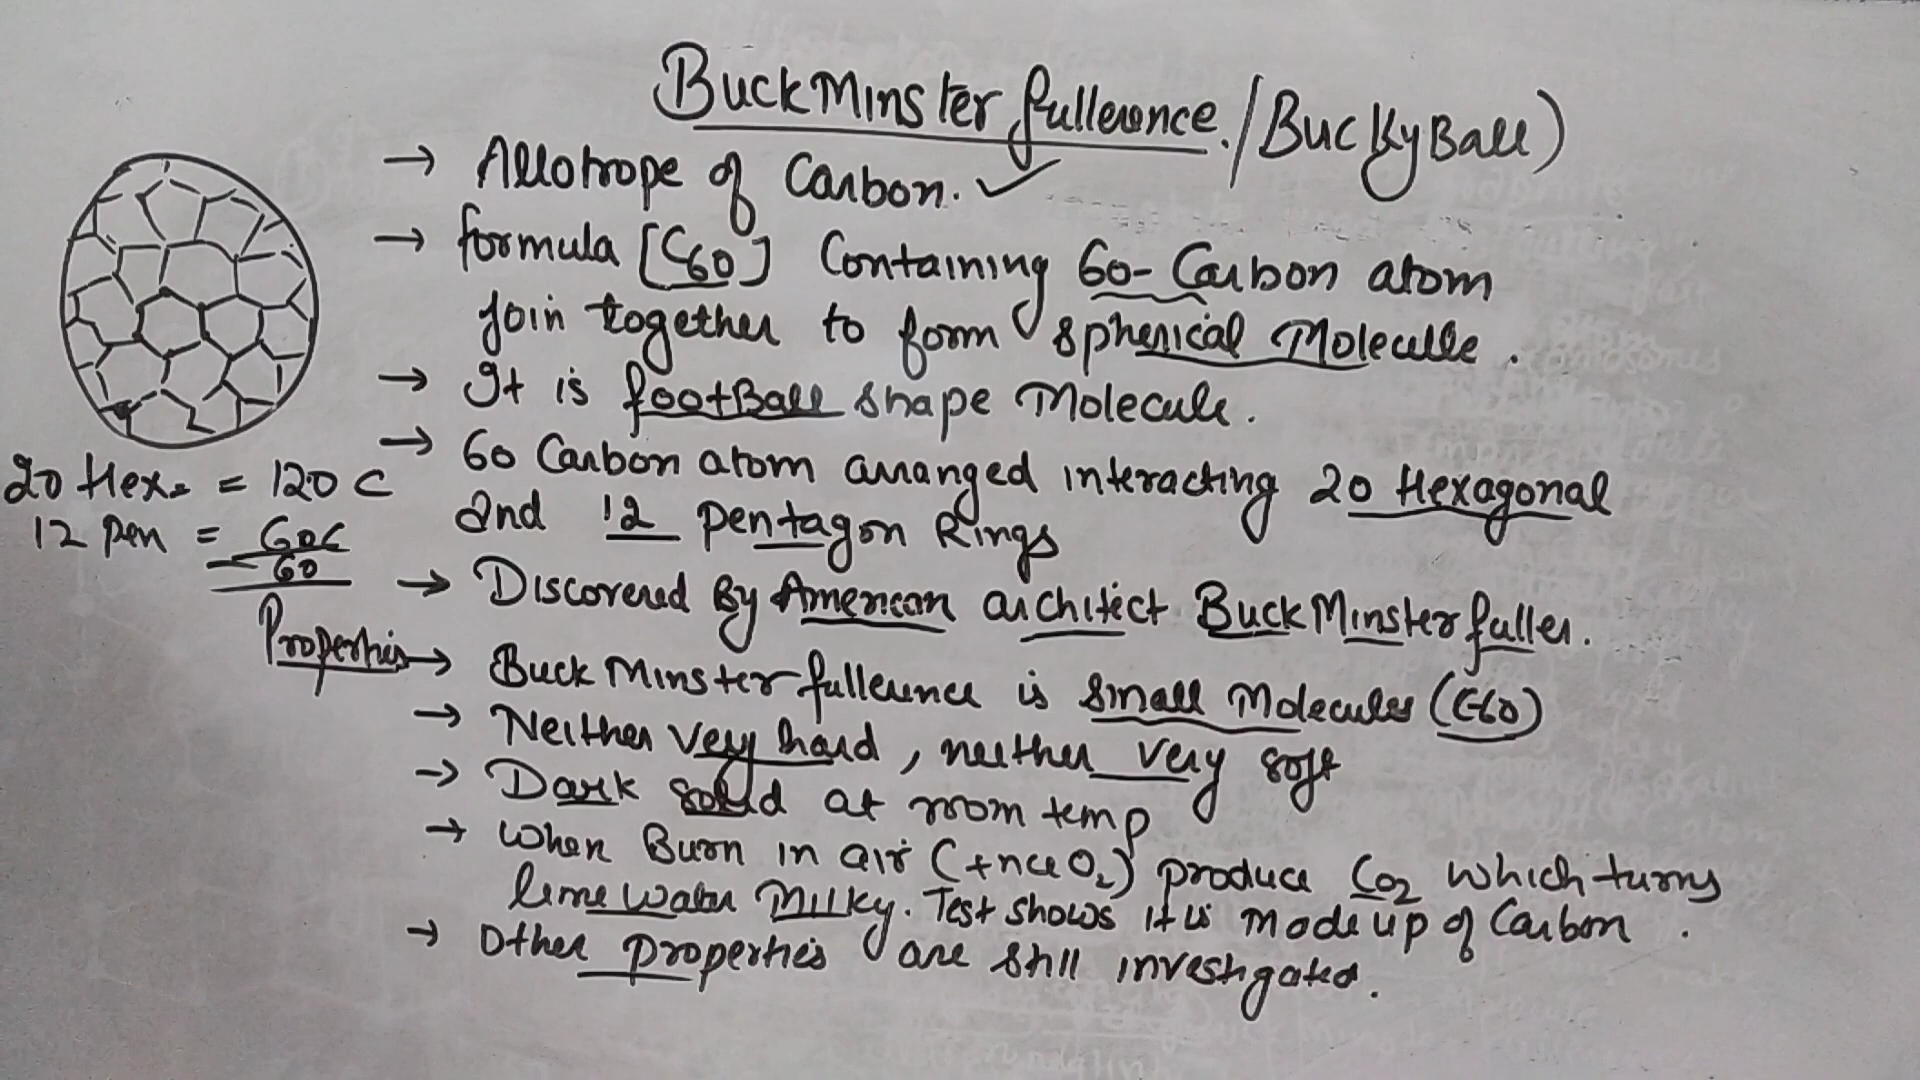 BuckMinster fullerence. / BuckyBall)
→ Allotrope of Carbon. ✓
→ formula [C60] Containing 60- Carbon atom
Join together to form spherical Molecule.
→ It is footBall shape Molecule.
→ 60 Carbon atom arranged interacting 20 Hexagonal
and 12 pentagon Rings
20 Hex. = 120 C
12 pen = 60C
60
→ Discovered By American architect BuckMinster fuller.
Properties → BuckMinster fullerence is small Molecules (C60)
→ Neither very hard, neither very soft
→ Dark solid at room temp
→ When Burn in air (+nce O2) produce CO2 which turns
lime water Milky. Test shows it is made up of Carbon.
→ Other properties are still investigated.